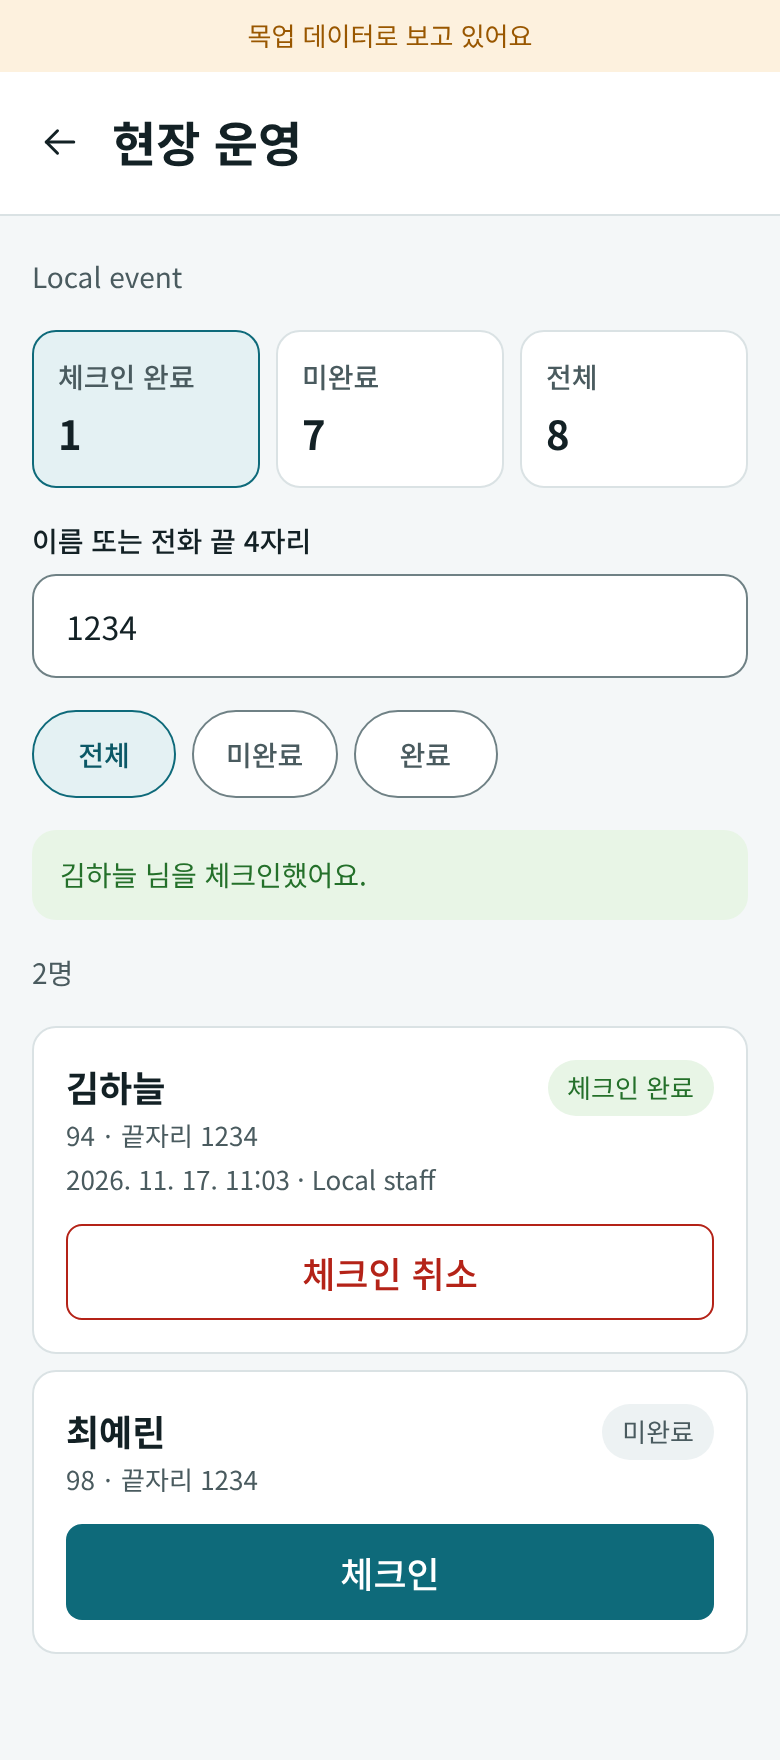 목업 데이터로 보고 있어요
현장 운영
Local event
체크인 완료
1
미완료
7
전체
8
이름 또는 전화 끝 4자리
1234
전체
미완료
완료
김하늘 님을 체크인했어요.
2명
김하늘
체크인 완료
94 · 끝자리 1234
2026. 11. 17. 11:03 · Local staff
체크인 취소
최예린
미완료
98 · 끝자리 1234
체크인